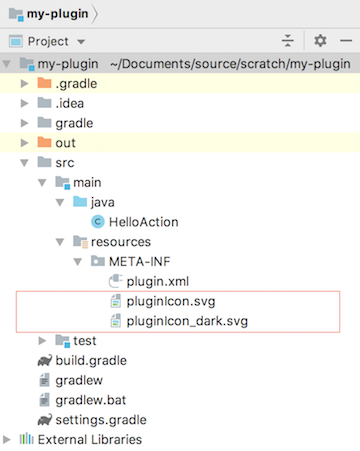 my-plugin
Project
my-plugin ~/Documents/source/scratch/my-plugin
.gradle
.idea
gradle
out
src
main
java
HelloAction
resources
META-INF
plugin.xml
pluginIcon.svg
pluginIcon_dark.svg
test
build.gradle
gradlew
gradlew.bat
settings.gradle
External Libraries